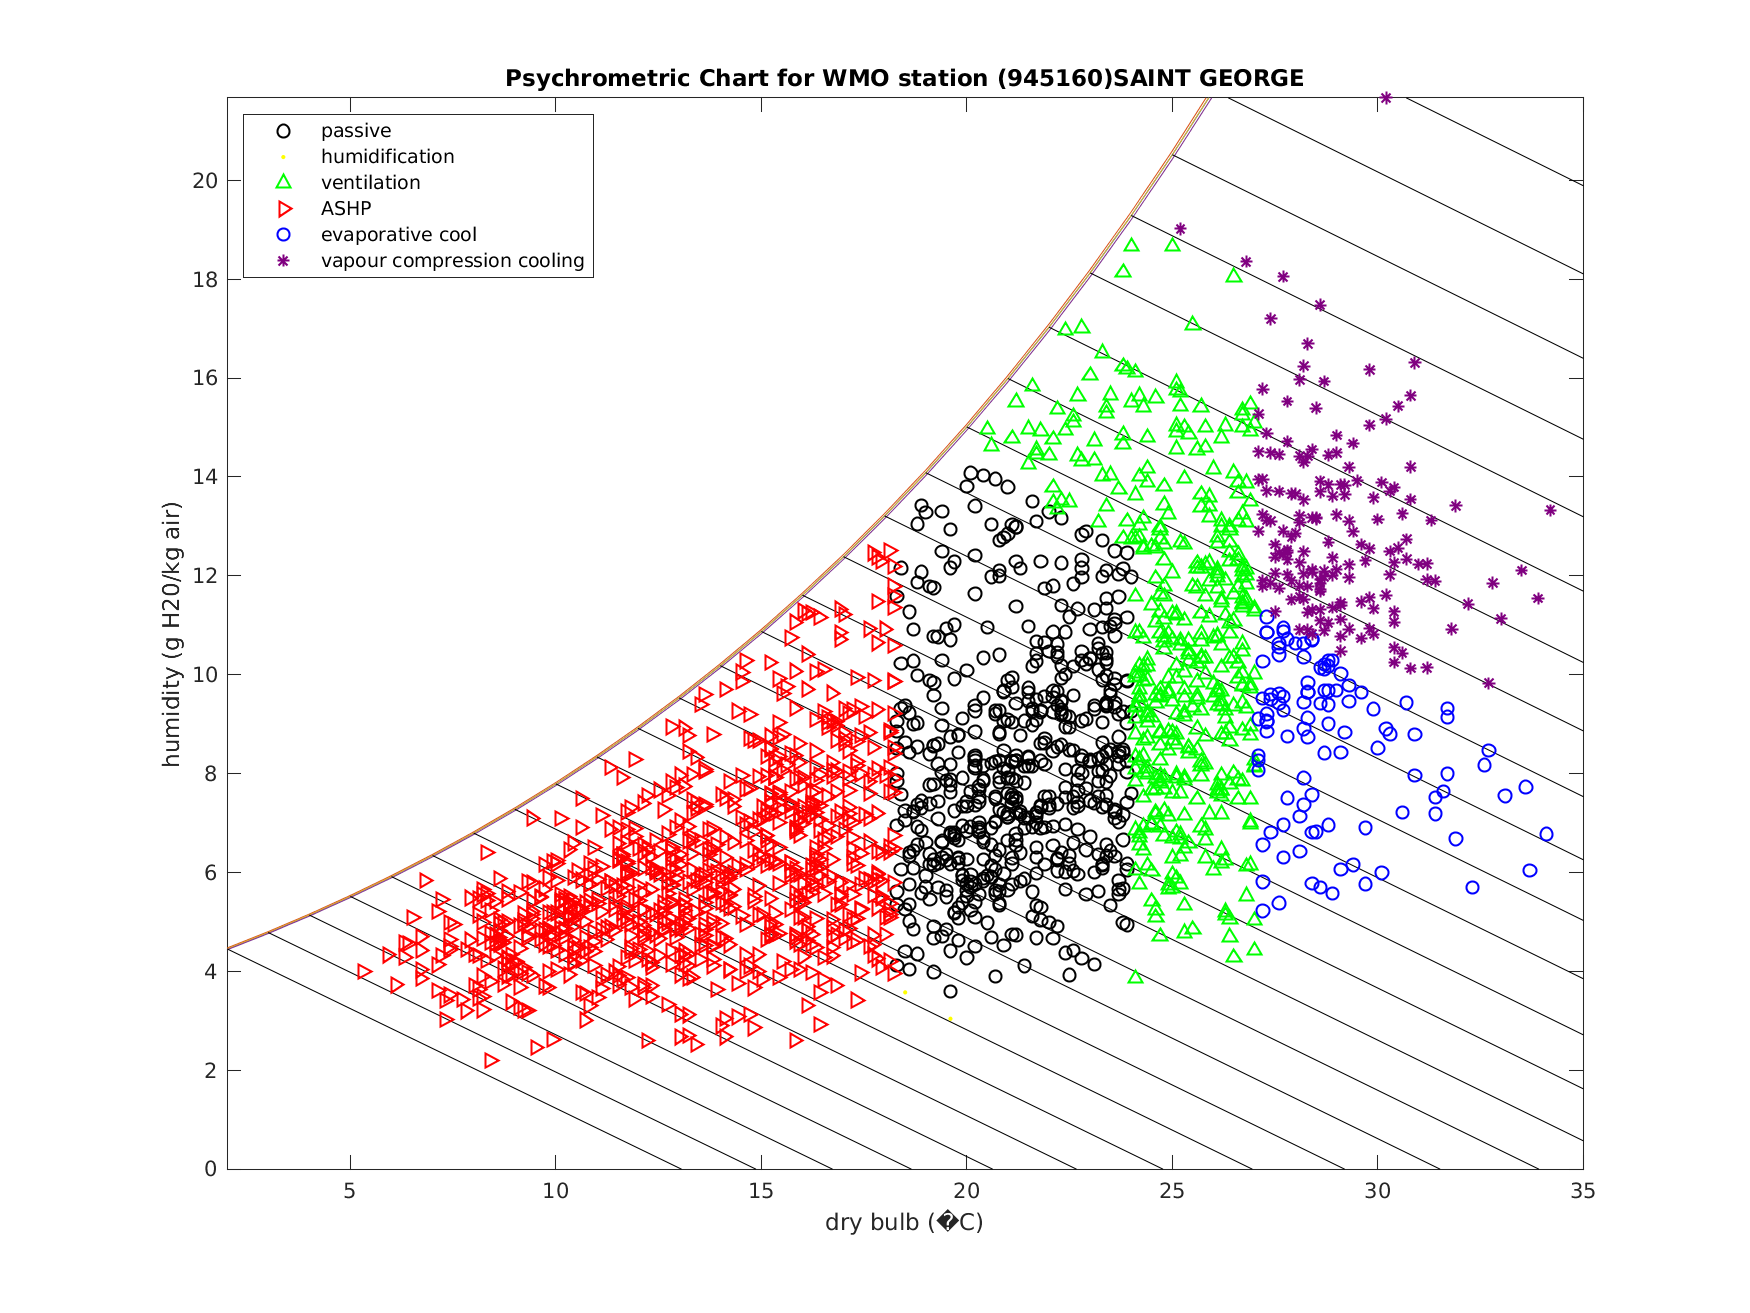 Psychrometric Chart for WMO station (945160)SAINT GEORGE
passive
humidification
ventilation
ASHP
evaporative cool
vapour compression cooling
humidity (g H20/kg air)
20
18
16
14
12
10
8
6
4
2
0
5 10 15 20 25 30 35
dry bulb (�C)